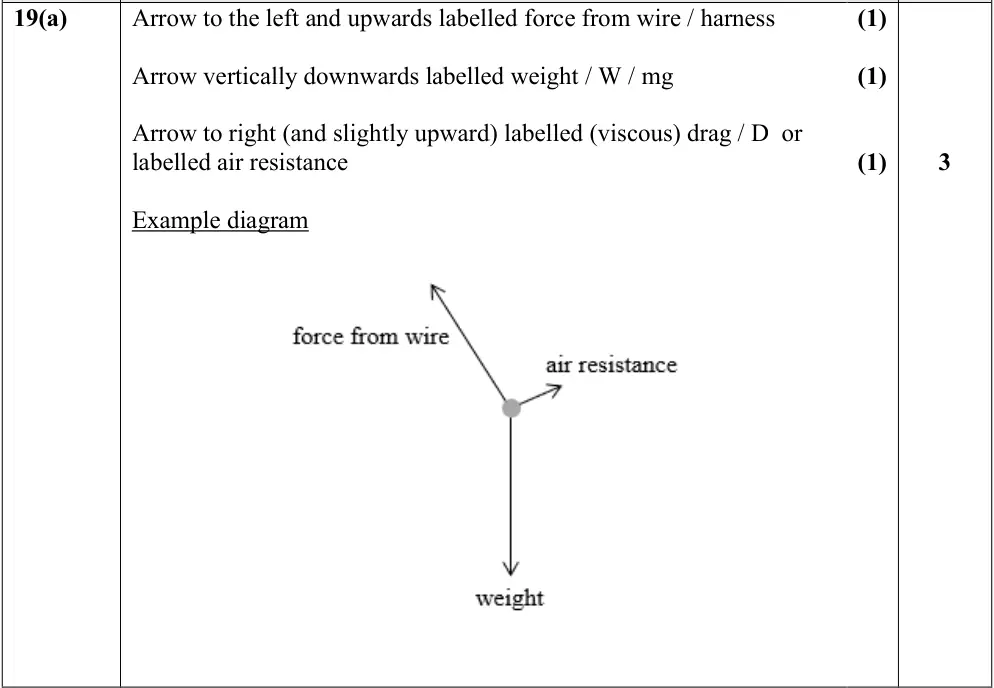 19(a)
Arrow to the left and upwards labelled force from wire / harness (1)
Arrow vertically downwards labelled weight / W / mg (1)
Arrow to right (and slightly upward) labelled (viscous) drag / D or
labelled air resistance (1) 3
Example diagram
force from wire
air resistance
weight